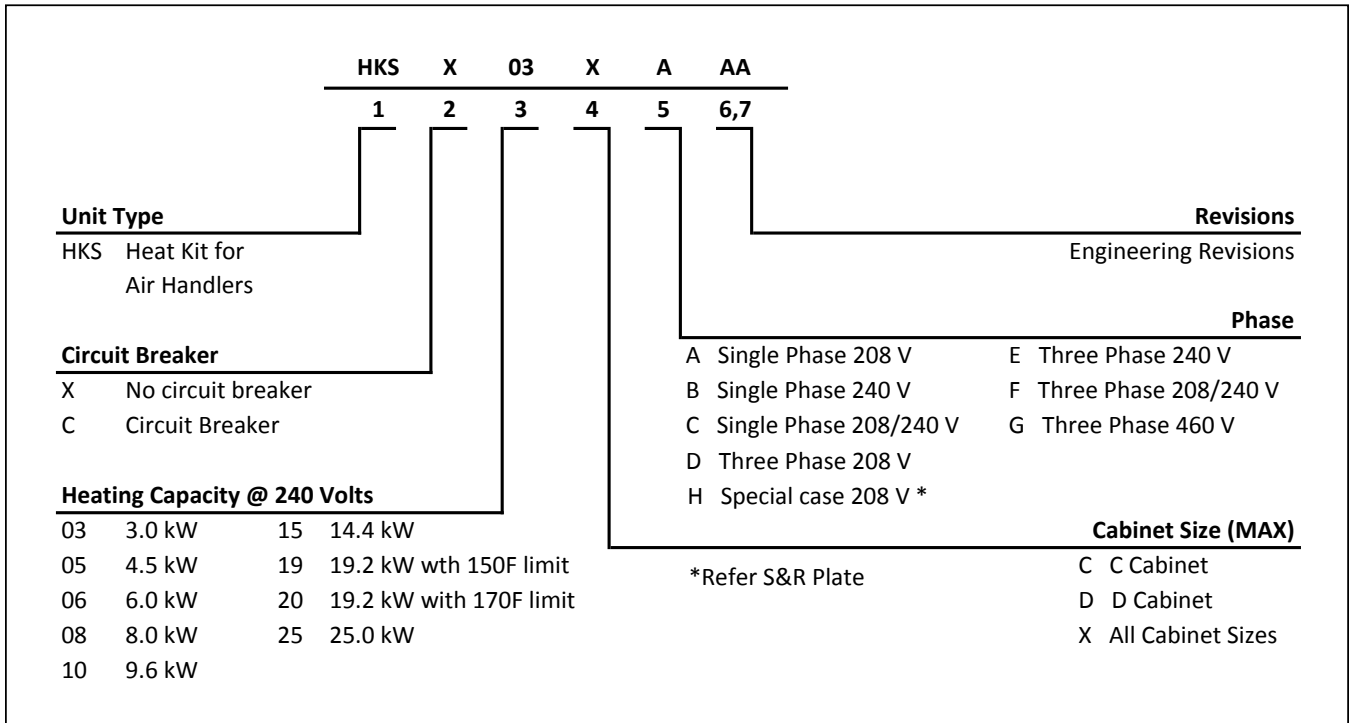 HKS X 03 X A AA
1 2 3 4 5 6,7
Unit Type
HKS Heat Kit for
Air Handlers
Circuit Breaker
X No circuit breaker
C Circuit Breaker
Heating Capacity @ 240 Volts
03 3.0 kW 15 14.4 kW
05 4.5 kW 19 19.2 kW wth 150F limit
06 6.0 kW 20 19.2 kW with 170F limit
08 8.0 kW 25 25.0 kW
10 9.6 kW
Revisions
Engineering Revisions
Phase
A Single Phase 208 V E Three Phase 240 V
B Single Phase 240 V F Three Phase 208/240 V
C Single Phase 208/240 V G Three Phase 460 V
D Three Phase 208 V
H Special case 208 V *
*Refer S&R Plate
Cabinet Size (MAX)
C C Cabinet
D D Cabinet
X All Cabinet Sizes